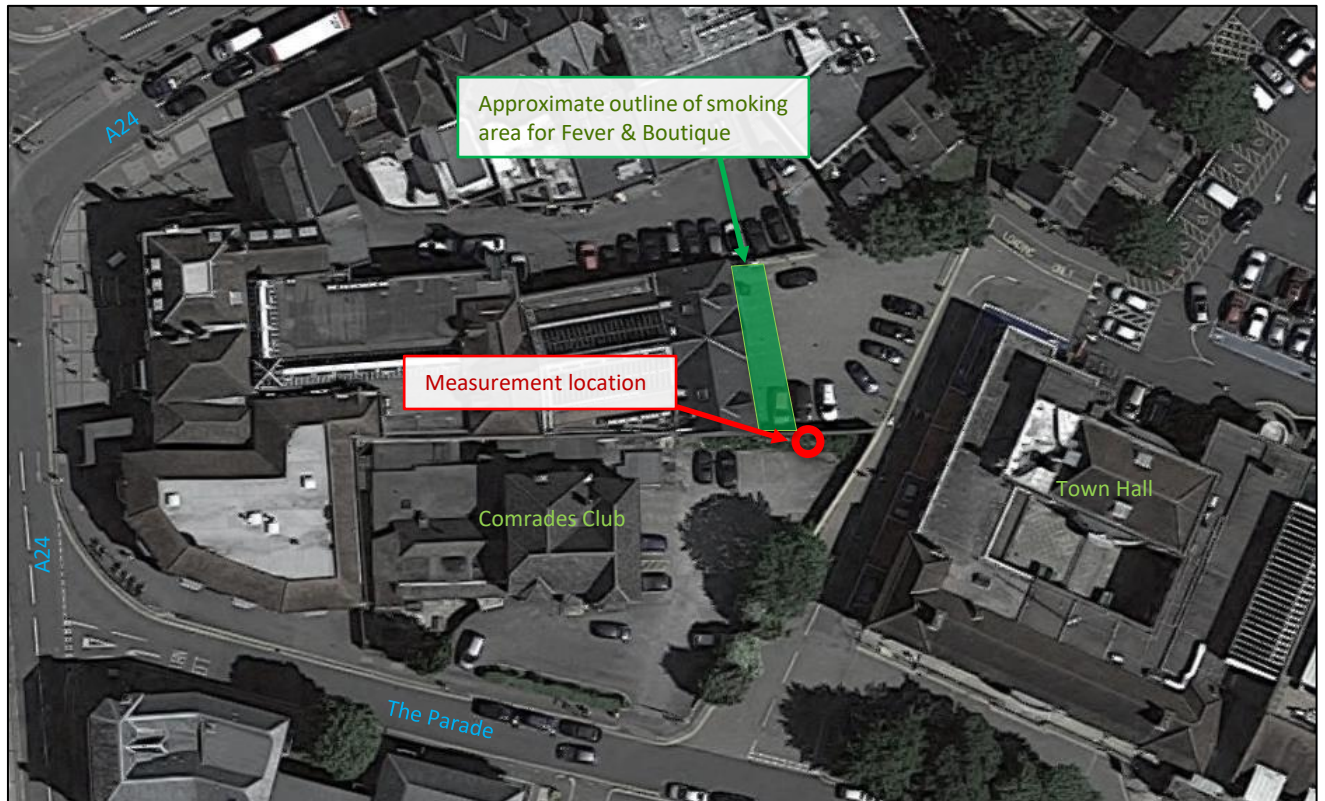 Approximate outline of smoking
area for Fever & Boutique
A24
Measurement location
Town Hall
Comrades Club
A24
The Parade